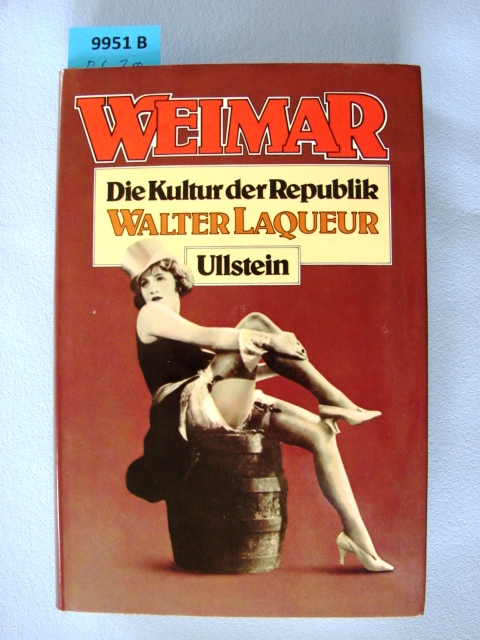 9951 B
WEIMAR
Die Kultur der Republik
WALTER LAQUEUR
Ullstein